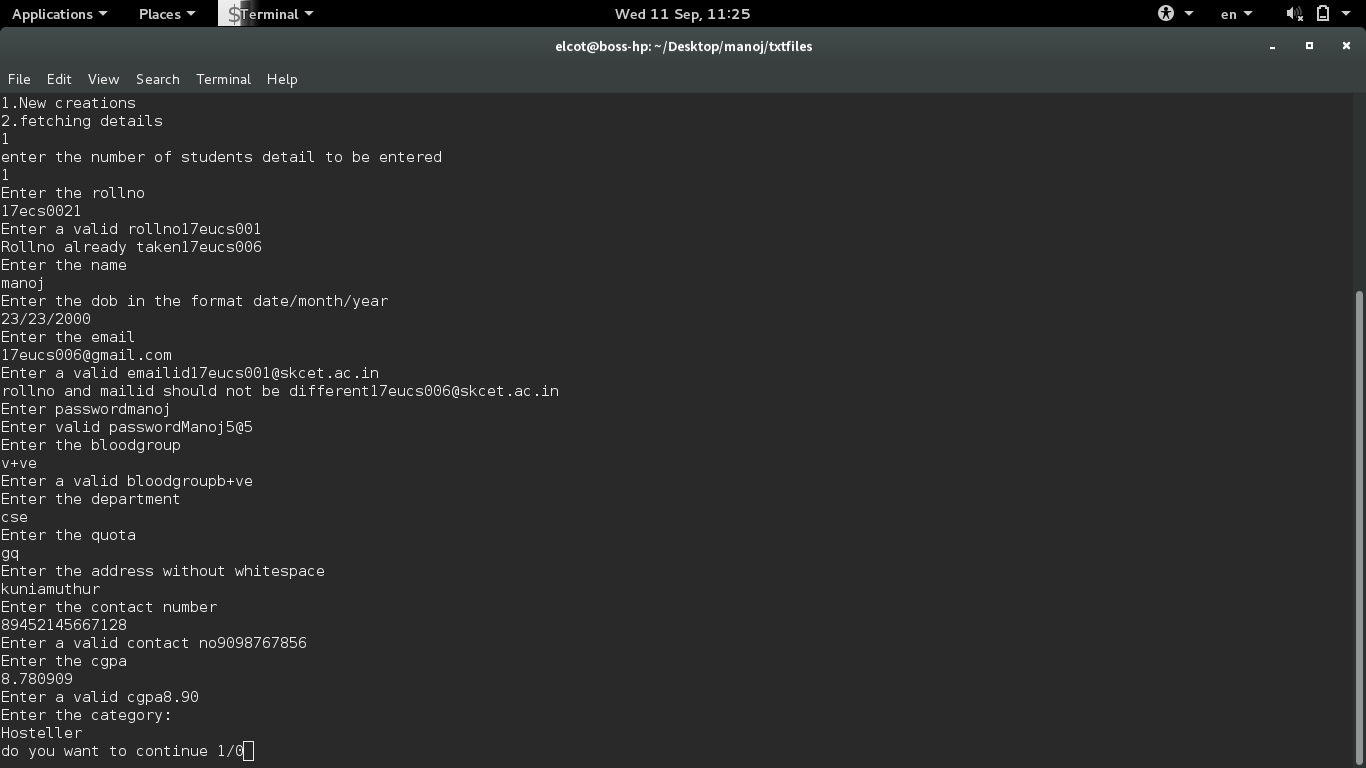 Applications Places $ Terminal Wed 11 Sep, 11:25 en
elcot@boss-hp: ~/Desktop/manoj/txtfiles
File Edit View Search Terminal Help
1.New creations
2.fetching details
1
enter the number of students detail to be entered
1
Enter the rollno
17ecs0021
Enter a valid rollno17eucs001
Rollno already taken17eucs006
Enter the name
manoj
Enter the dob in the format date/month/year
23/23/2000
Enter the email
17eucs006@gmail.com
Enter a valid emailid17eucs001@skcet.ac.in
rollno and mailid should not be different17eucs006@skcet.ac.in
Enter passwordmanoj
Enter valid passwordManoj5@5
Enter the bloodgroup
v+ve
Enter a valid bloodgroupb+ve
Enter the department
cse
Enter the quota
gq
Enter the address without whitespace
kuniamuthur
Enter the contact number
89452145667128
Enter a valid contact no9098767856
Enter the cgpa
8.780909
Enter a valid cgpa8.90
Enter the category:
Hosteller
do you want to continue 1/0